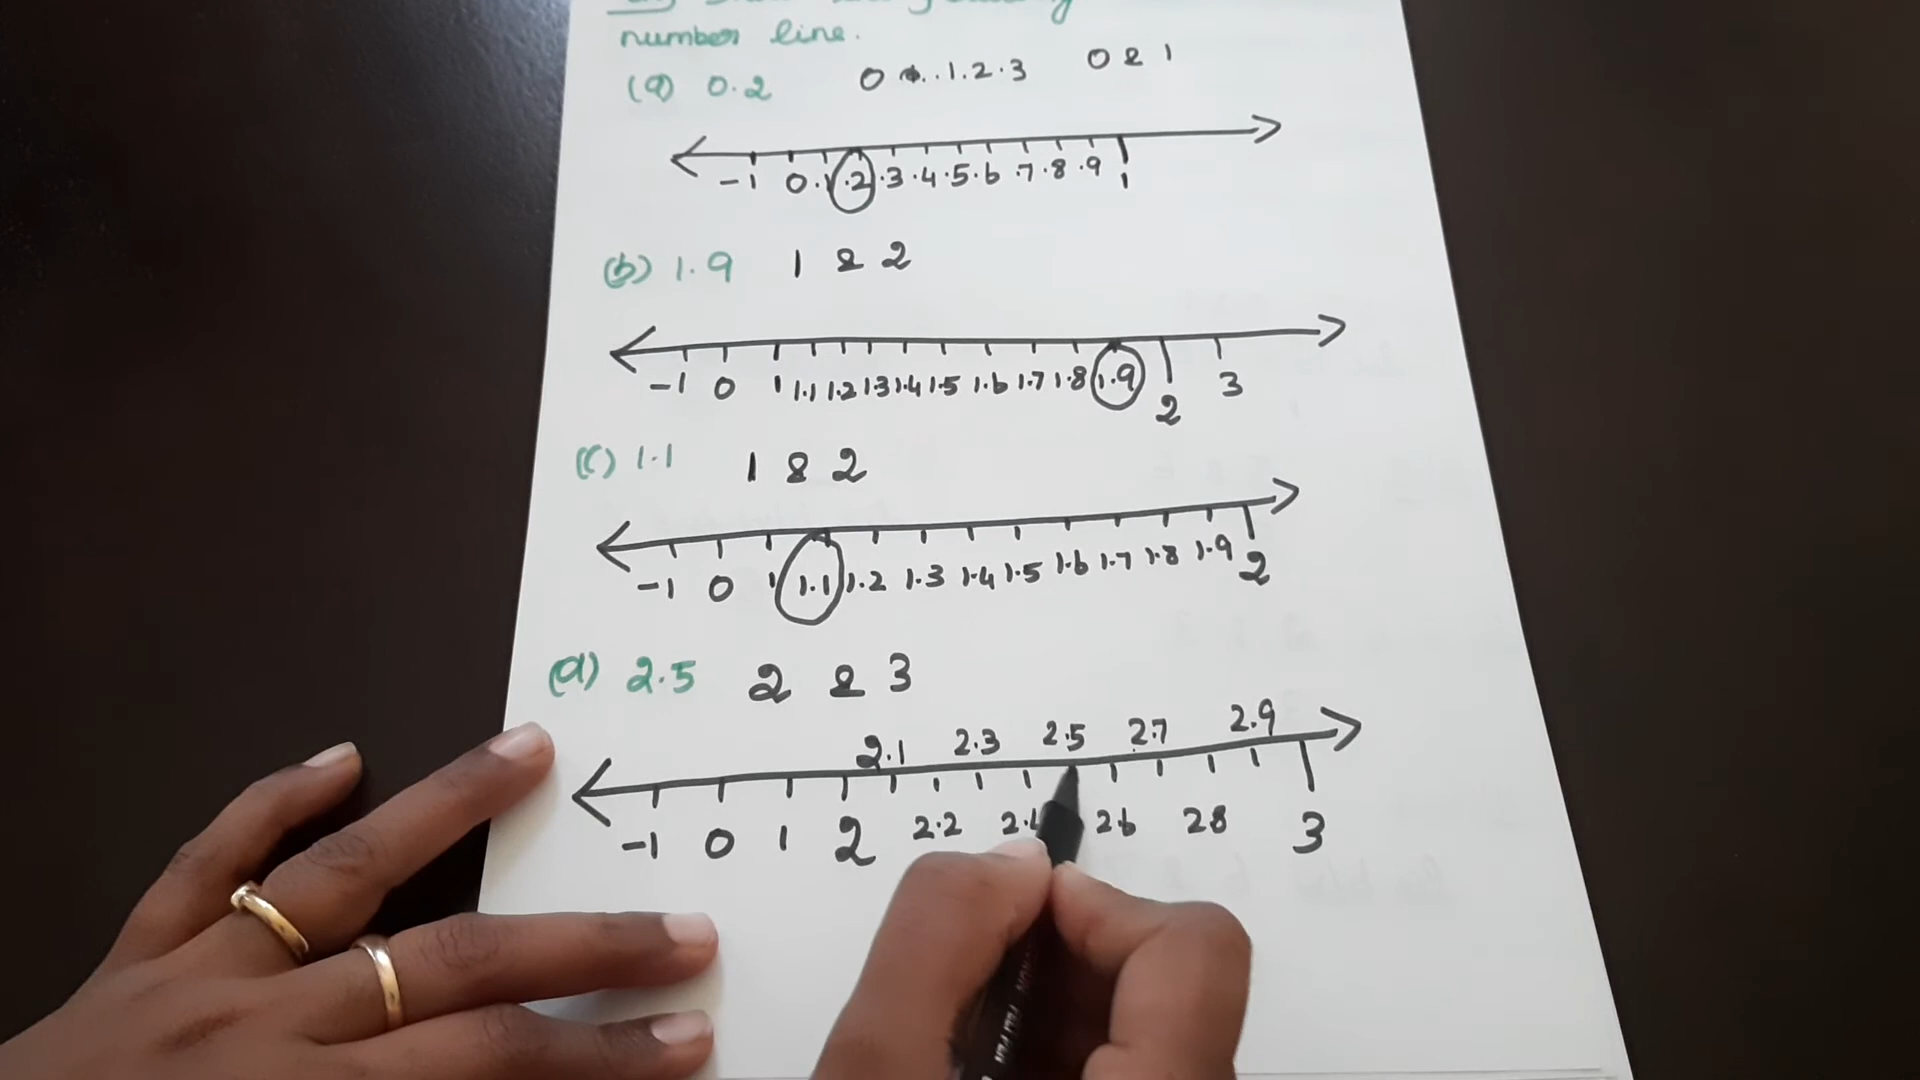 number line.
(a) 0.2 0 . .1.2.3 0 & 1
-1 0 .1 .2 .3 .4 .5 .6 .7 .8 .9 1
(b) 1.9 1 & 2
-1 0 1 1.1 1.2 1.3 1.4 1.5 1.6 1.7 1.8 1.9 2 3
(c) 1.1 1 & 2
-1 0 1 1.1 1.2 1.3 1.4 1.5 1.6 1.7 1.8 1.9 2
(d) 2.5 2 & 3
2.1 2.3 2.5 2.7 2.9
-1 0 1 2 2.2 2.4 26 28 3